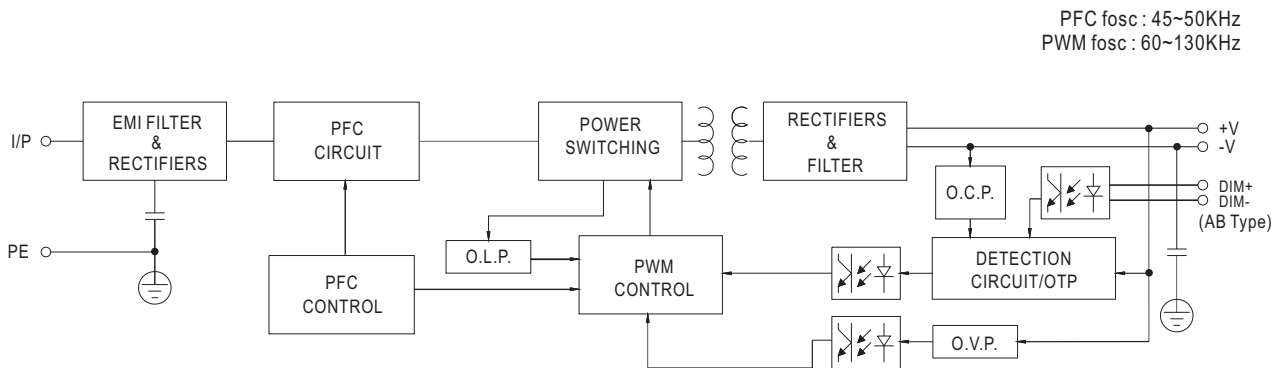 PFC fosc : 45~50KHz
PWM fosc : 60~130KHz
I/P
EMI FILTER
&
RECTIFIERS
PFC
CIRCUIT
POWER
SWITCHING
RECTIFIERS
&
FILTER
+V
-V
O.C.P.
DIM+
DIM-
(AB Type)
PE
O.L.P.
PFC
CONTROL
PWM
CONTROL
DETECTION
CIRCUIT/OTP
O.V.P.